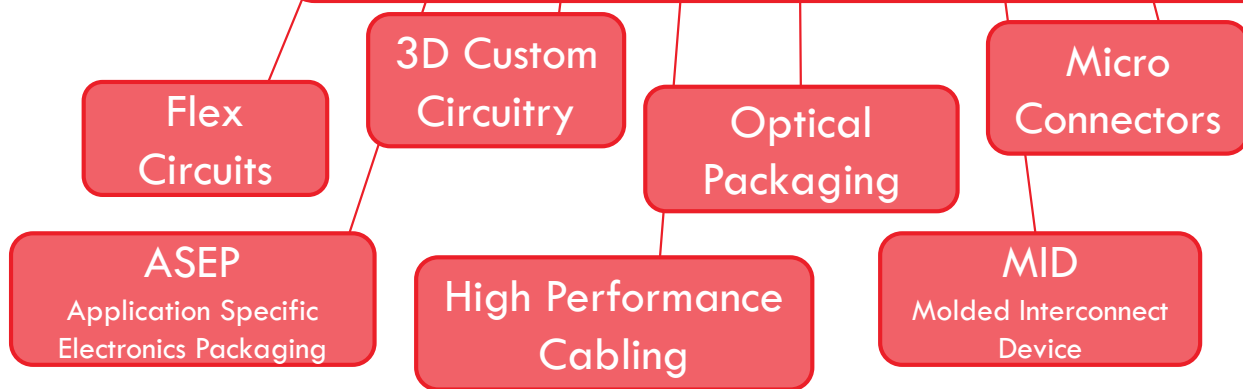 3D Custom
Circuitry
Micro
Connectors
Flex
Circuits
Optical
Packaging
ASEP
Application Specific
Electronics Packaging
High Performance
Cabling
MID
Molded Interconnect
Device